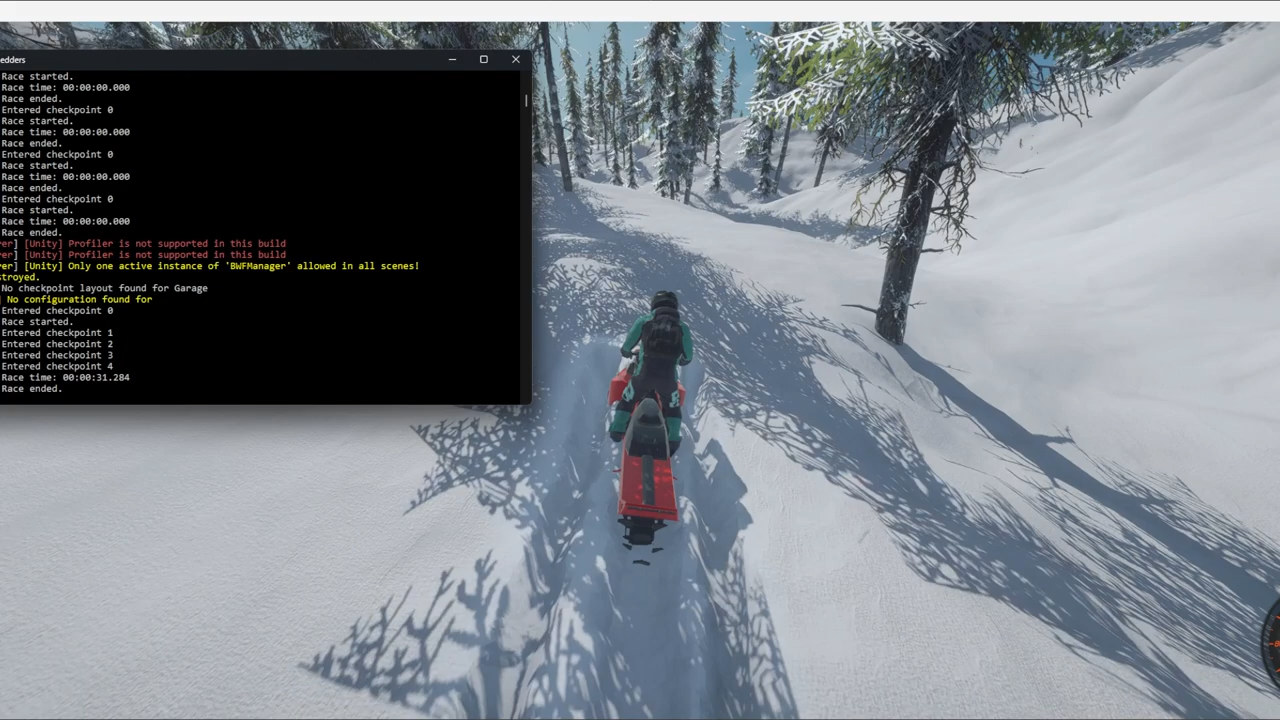 edders
Race started.
Race time: 00:00:00.000
Race ended.
Entered checkpoint 0
Race started.
Race time: 00:00:00.000
Race ended.
Entered checkpoint 0
Race started.
Race time: 00:00:00.000
Race ended.
Entered checkpoint 0
Race started.
Race time: 00:00:00.000
Race ended.
er] [Unity] Profiler is not supported in this build
er] [Unity] Profiler is not supported in this build
er] [Unity] Only one active instance of 'BWFManager' allowed in all scenes!
stroyed.
No checkpoint layout found for Garage
] No configuration found for
Entered checkpoint 0
Race started.
Entered checkpoint 1
Entered checkpoint 2
Entered checkpoint 3
Entered checkpoint 4
Race time: 00:00:31.284
Race ended.